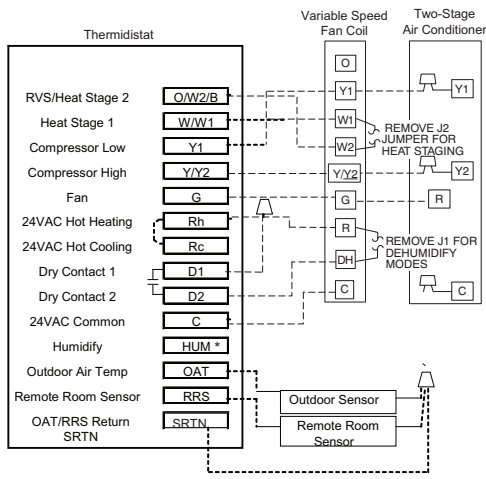 Variable Speed
Fan Coil
Two-Stage
Air Conditioner
Thermidistat
RVS/Heat Stage 2 O/W2/B
Heat Stage 1 W/W1
Compressor Low Y1
Compressor High Y/Y2
Fan G
24VAC Hot Heating Rh
24VAC Hot Cooling Rc
Dry Contact 1 D1
Dry Contact 2 D2
24VAC Common C
Humidify HUM *
Outdoor Air Temp OAT
Remote Room Sensor RRS
OAT/RRS Return
SRTN
SRTN
O
Y1
W1
W2
Y/Y2
G
R
DH
C
REMOVE J2
JUMPER FOR
HEAT STAGING
REMOVE J1 FOR
DEHUMIDIFY
MODES
Y1
Y2
R
C
Outdoor Sensor
Remote Room
Sensor